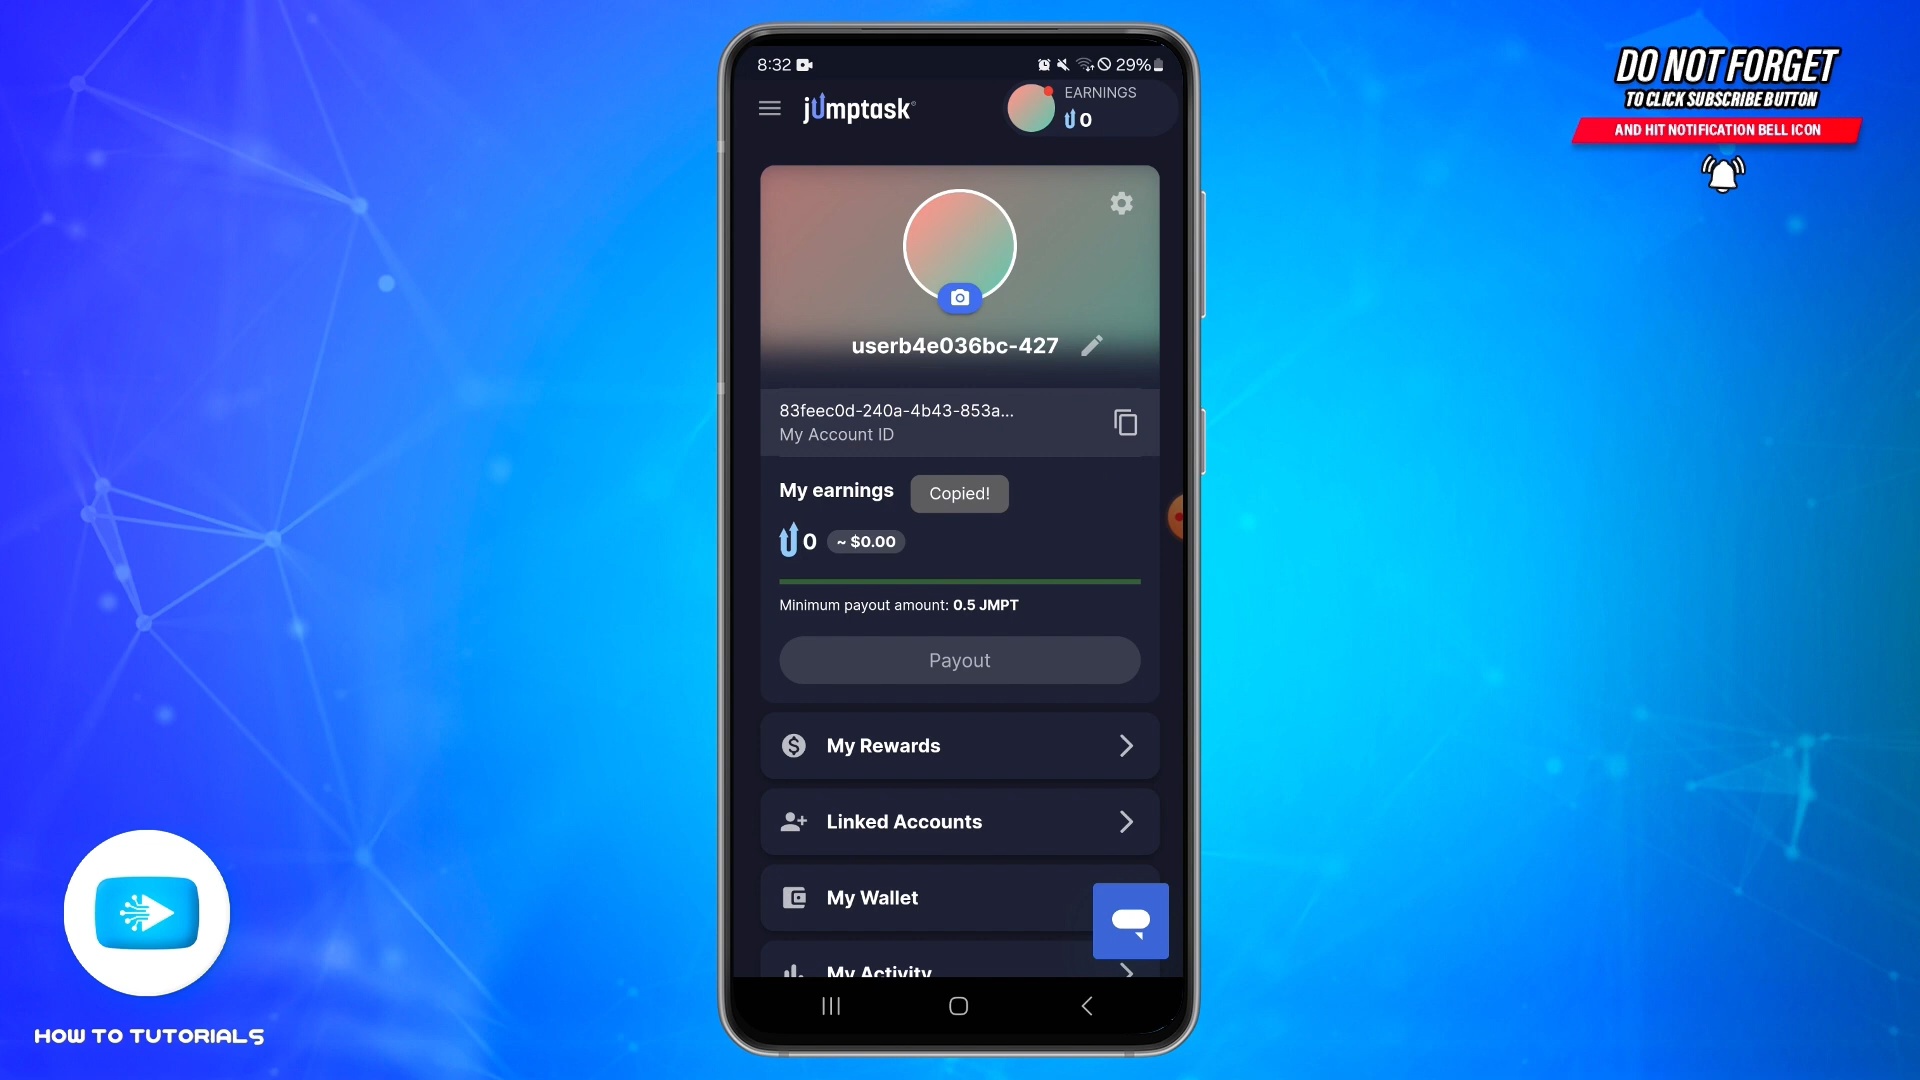 8:32
29%
jumptask
EARNINGS
0
userb4e036bc-427
83feec0d-240a-4b43-853a...
My Account ID
My earnings
Copied!
0
~ $0.00
Minimum payout amount: 0.5 JMPT
Payout
My Rewards
Linked Accounts
My Wallet
My Activity
DO NOT FORGET
TO CLICK SUBSCRIBE BUTTON
AND HIT NOTIFICATION BELL ICON
HOW TO TUTORIALS